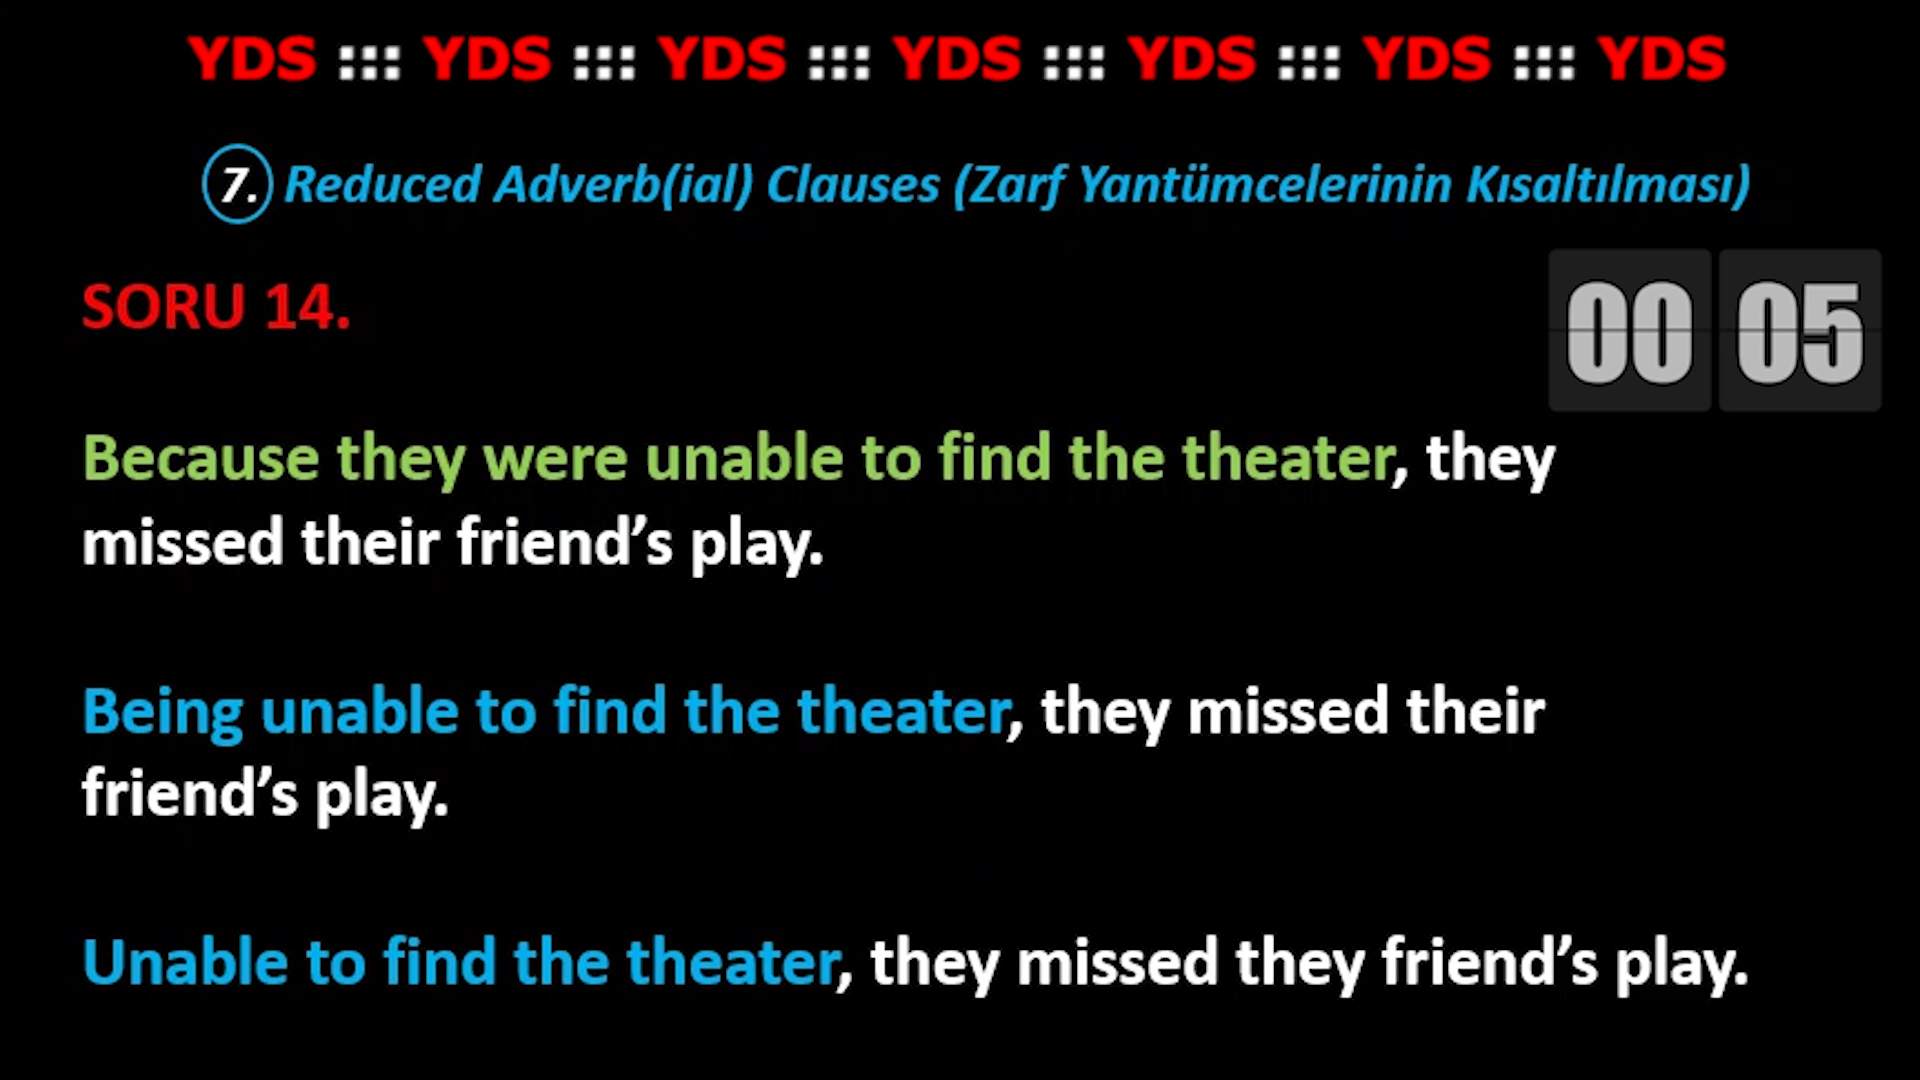 YDS ::: YDS ::: YDS ::: YDS ::: YDS ::: YDS ::: YDS
7. Reduced Adverb(ial) Clauses (Zarf Yantümcelerinin Kısaltılması)
SORU 14.
00 05
Because they were unable to find the theater, they
missed their friend’s play.
Being unable to find the theater, they missed their
friend’s play.
Unable to find the theater, they missed they friend’s play.